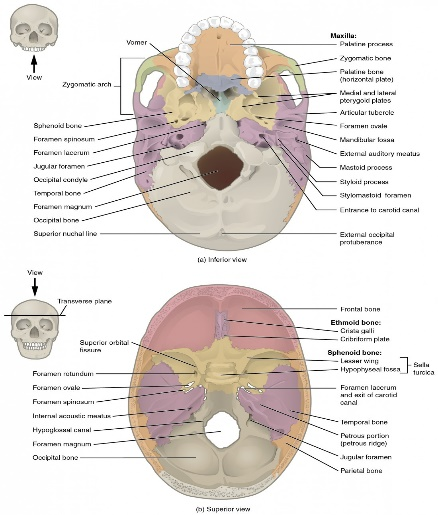 View
Vomer
Zygomatic arch
Sphenoid bone
Foramen spinosum
Foramen lacerum
Jugular foramen
Occipital condyle
Temporal bone
Foramen magnum
Occipital bone
Superior nuchal line
Maxilla:
Palatine process
Zygomatic bone
Palatine bone
(horizontal plate)
Medial and lateral
pterygoid plates
Articular tubercle
Foramen ovale
Mandibular fossa
External auditory meatus
Mastoid process
Styloid process
Stylomastoid foramen
Entrance to carotid canal
External occipital
protuberance
(a) Inferior view
View
Transverse plane
Superior orbital
fissure
Foramen rotundum
Foramen ovale
Foramen spinosum
Internal acoustic meatus
Hypoglossal canal
Foramen magnum
Occipital bone
Frontal bone
Ethmoid bone:
Crista galli
Cribriform plate
Sphenoid bone:
Lesser wing
Hypophyseal fossa
Sella
turcica
Foramen lacerum
and exit of carotid
canal
Temporal bone
Petrous portion
(petrous ridge)
Jugular foramen
Parietal bone
(b) Superior view